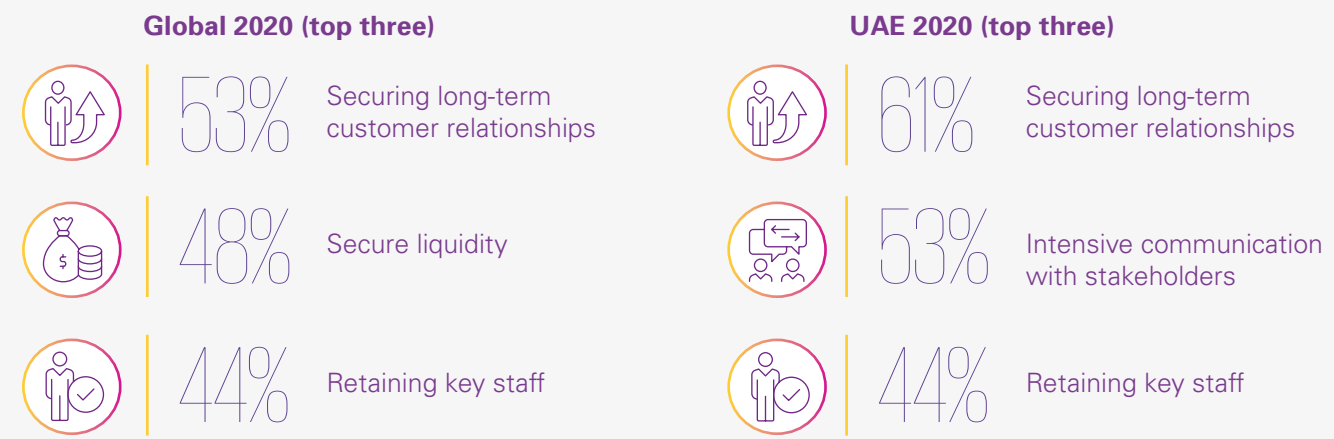 Global 2020 (top three)
53%
Securing long-term
customer relationships
48%
Secure liquidity
$
44%
Retaining key staff
UAE 2020 (top three)
61%
Securing long-term
customer relationships
53%
Intensive communication
with stakeholders
44%
Retaining key staff